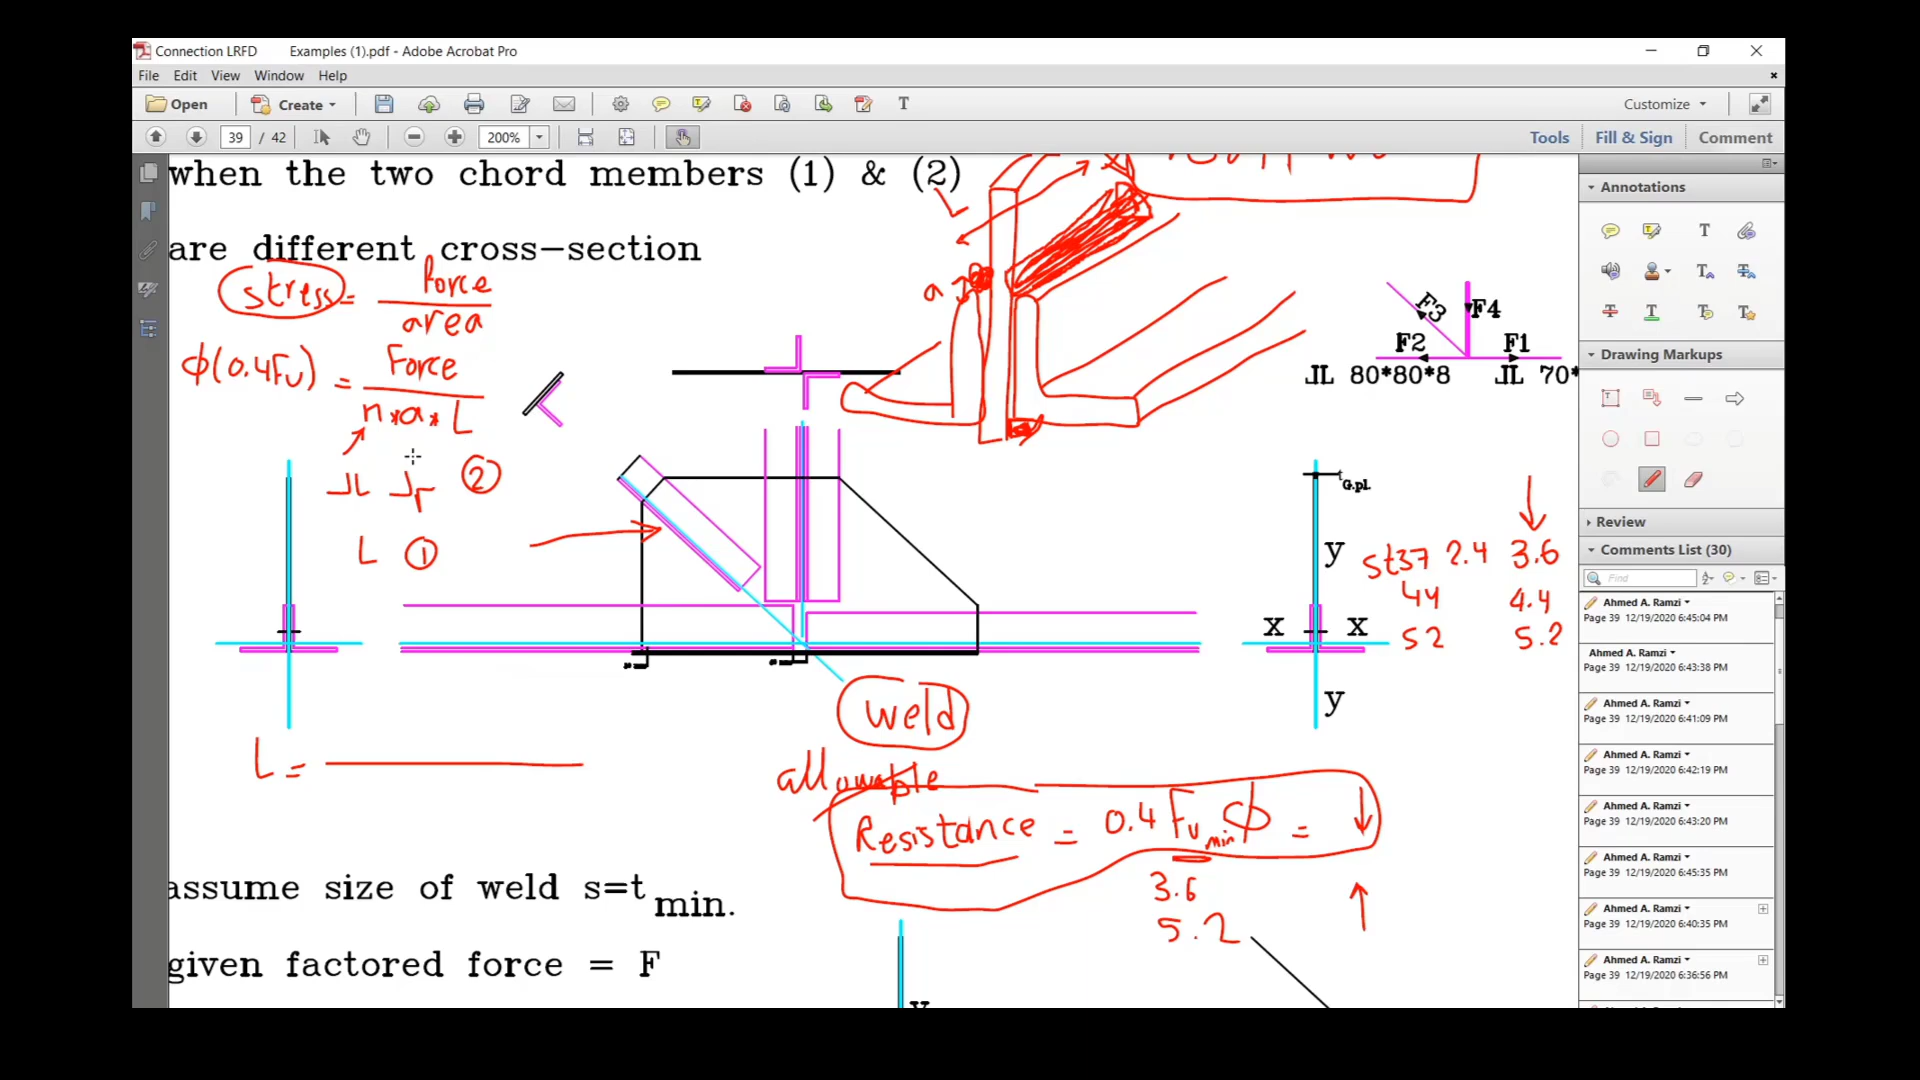 Connection LRFD Examples (1).pdf - Adobe Acrobat Pro
File Edit View Window Help
Open Create Customize
39 / 42 200% Tools Fill & Sign Comment
when the two chord members (1) & (2)
are different cross-section
stress = Force
area
φ(0.4Fu) = Force
n*a*L
2
L 1
L
a
F3 F4
F2 F1
80*80*8 70*
tG.pl.
y
St37 2.4 3.6
44 4.4
x x
52 5.2
y
weld
L =
allowable
Resistance = 0.4 Fu min φ =
3.6
5.2
assume size of weld s=t min.
given factored force = F
y
Annotations
Drawing Markups
Review
Comments List (30)
Find
Ahmed A. Ramzi
Page 39 12/19/2020 6:45:04 PM
Ahmed A. Ramzi
Page 39 12/19/2020 6:43:38 PM
Ahmed A. Ramzi
Page 39 12/19/2020 6:41:09 PM
Ahmed A. Ramzi
Page 39 12/19/2020 6:42:19 PM
Ahmed A. Ramzi
Page 39 12/19/2020 6:43:20 PM
Ahmed A. Ramzi
Page 39 12/19/2020 6:45:35 PM
Ahmed A. Ramzi
Page 39 12/19/2020 6:40:35 PM
Ahmed A. Ramzi
Page 39 12/19/2020 6:36:56 PM